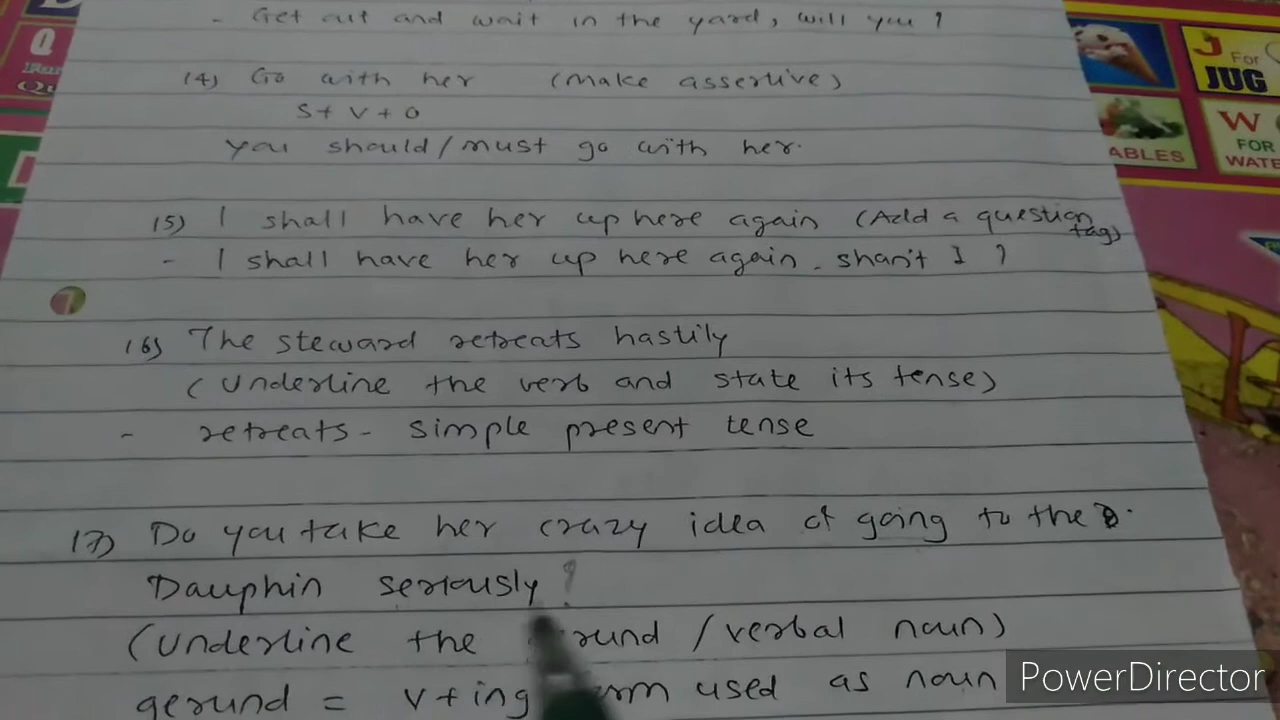 - Get out and wait in the yard, will you?
Q
For
Qu
J For
JUG
W
FOR
WATE
ABLES
14) Go with her (make assertive)
S + V + O
you should/must go with her.
15) I shall have her up here again (Add a question tag)
- I shall have her up here again. shan't I ?
16) The steward retreats hastily
(Underline the verb and state its tense)
- retreats - simple present tense
17) Do you take her crazy idea of going to the D.
Dauphin seriously?
(Underline the / verbal noun)
gerund = v+ing used as noun
PowerDirector